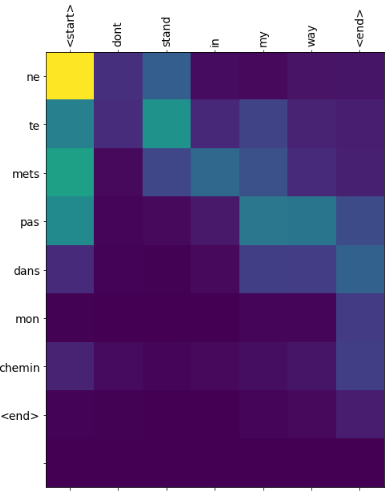 <start> dont stand in my way <end>
ne
te
mets
pas
dans
mon
chemin
<end>